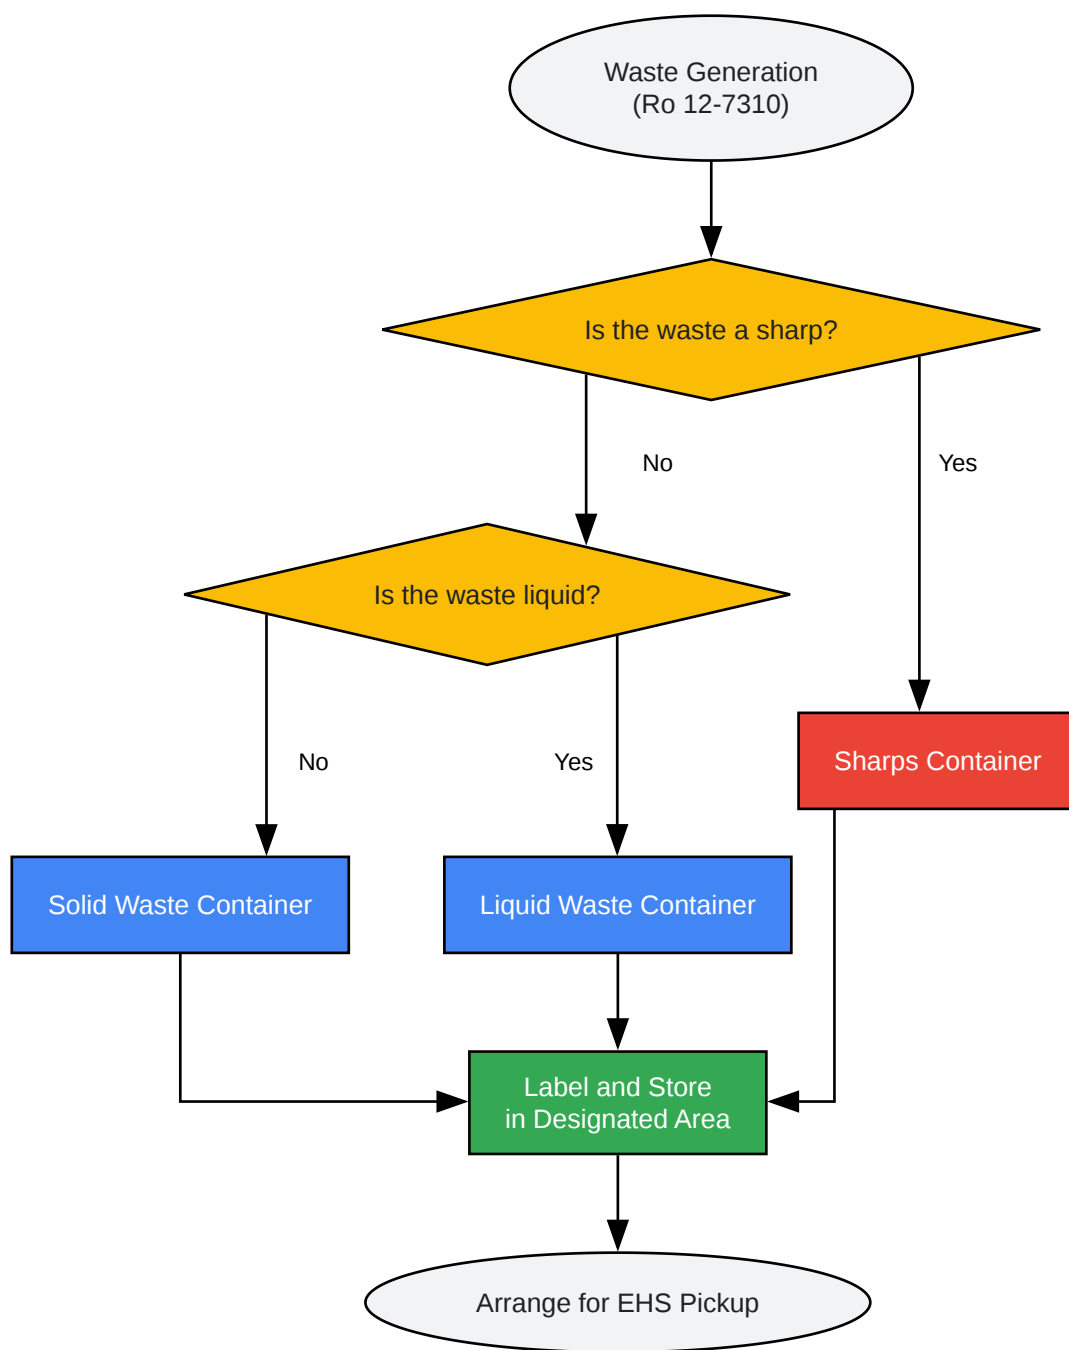 Waste Generation
(Ro 12-7310)
Is the waste a sharp?
No
Yes
Is the waste liquid?
No
Yes
Sharps Container
Solid Waste Container
Liquid Waste Container
Label and Store
in Designated Area
Arrange for EHS Pickup